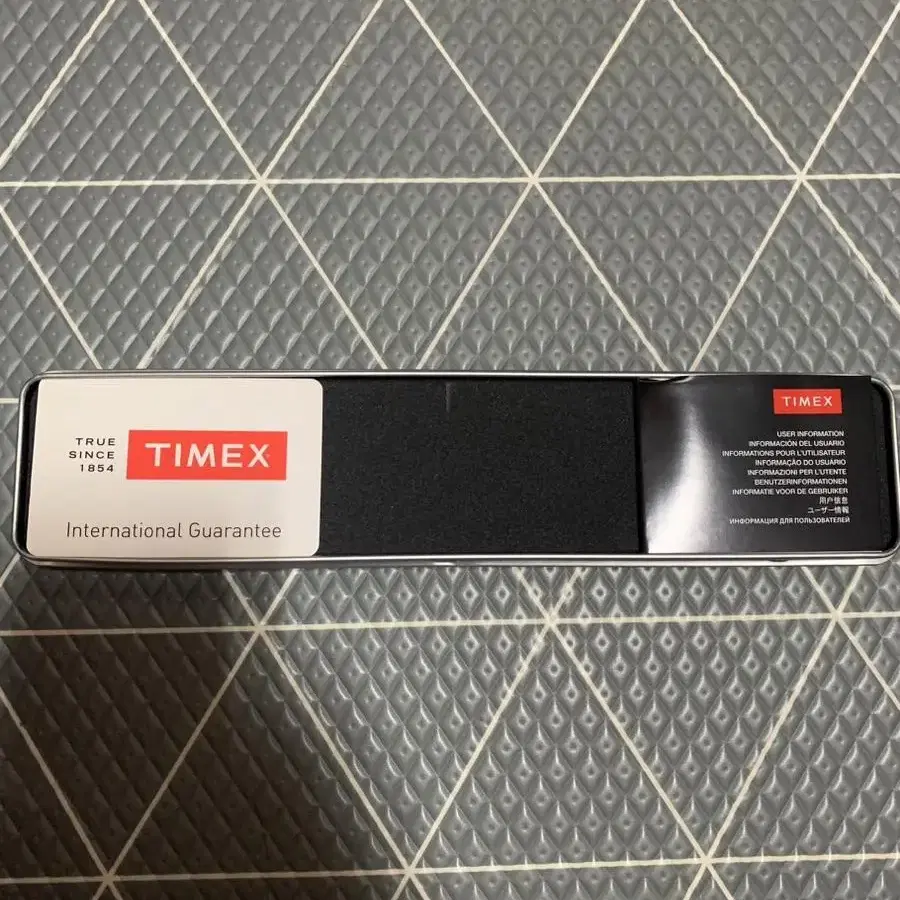 TRUE
SINCE
1854
TIMEX
International Guarantee
TIMEX
USER INFORMATION
INFORMACIÓN DEL USUARIO
INFORMATIONS POUR L'UTILISATEUR
INFORMAÇÃO DO USUARIO
INFORMAZIONI PER L'UTENTE
BENUTZERINFORMATIONEN
INFORMATIE VOOR DE GEBRUIKER
用户信息
ユーザー情報
ИНФОРМАЦИЯ ДЛЯ ПОЛЬЗОВАТЕЛЕЙ